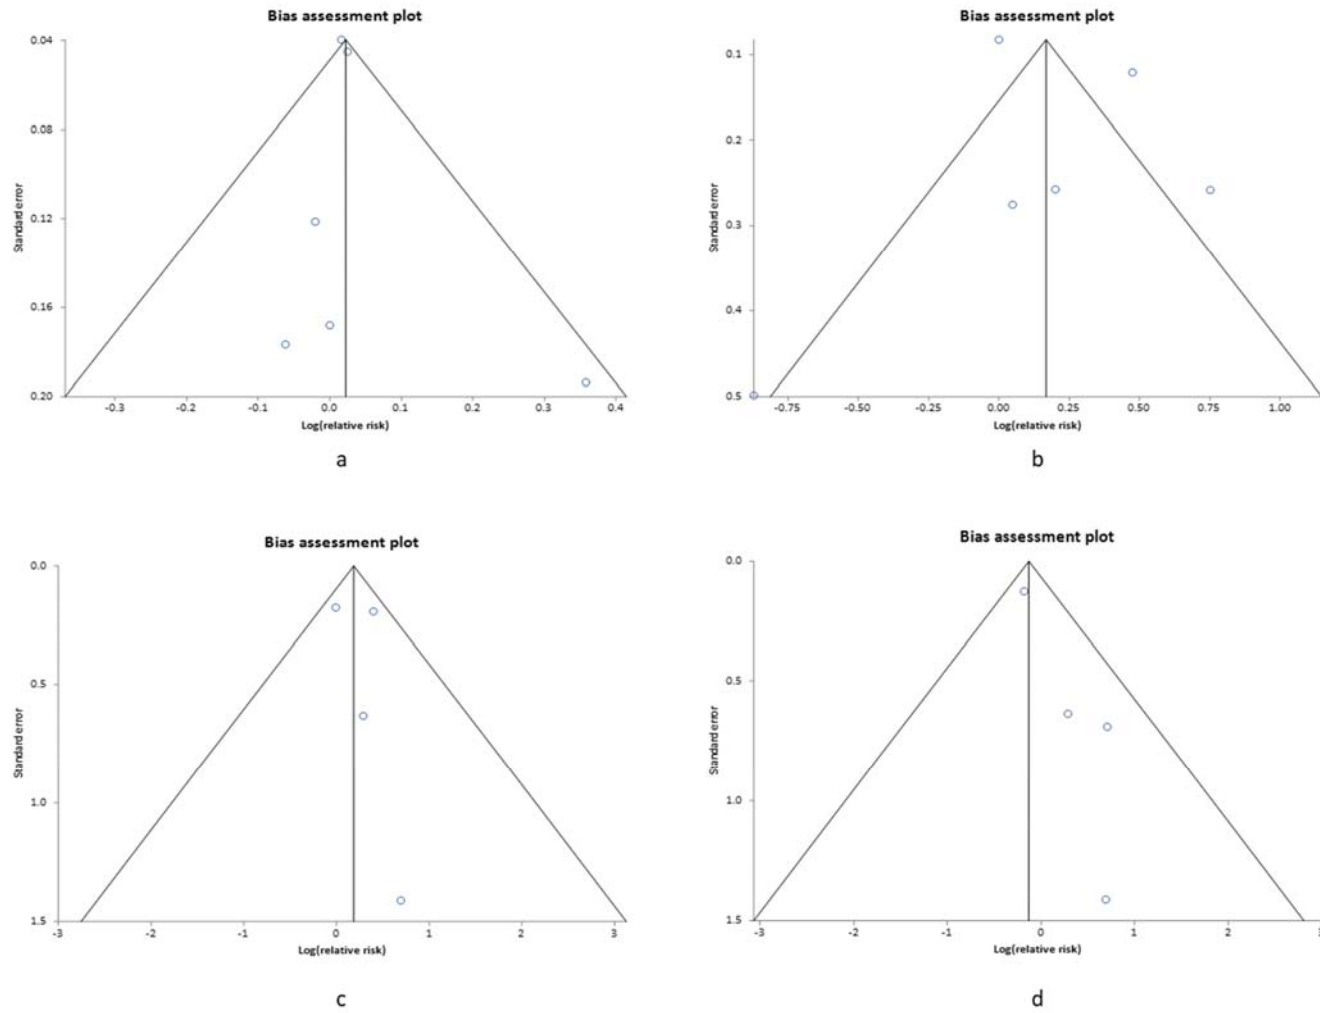 Bias assessment plot
0.04
0.08
0.12
0.16
0.20
Standard error
-0.3 -0.2 -0.1 0.0 0.1 0.2 0.3 0.4
Log(relative risk)
a
Bias assessment plot
0.1
0.2
0.3
0.4
0.5
Standard error
-0.75 -0.50 -0.25 0.00 0.25 0.50 0.75 1.00
Log(relative risk)
b
Bias assessment plot
0.0
0.5
1.0
1.5
Standard error
-3 -2 -1 0 1 2 3
Log(relative risk)
c
Bias assessment plot
0.0
0.5
1.0
1.5
Standard error
-3 -2 -1 0 1 2 3
Log(relative risk)
d